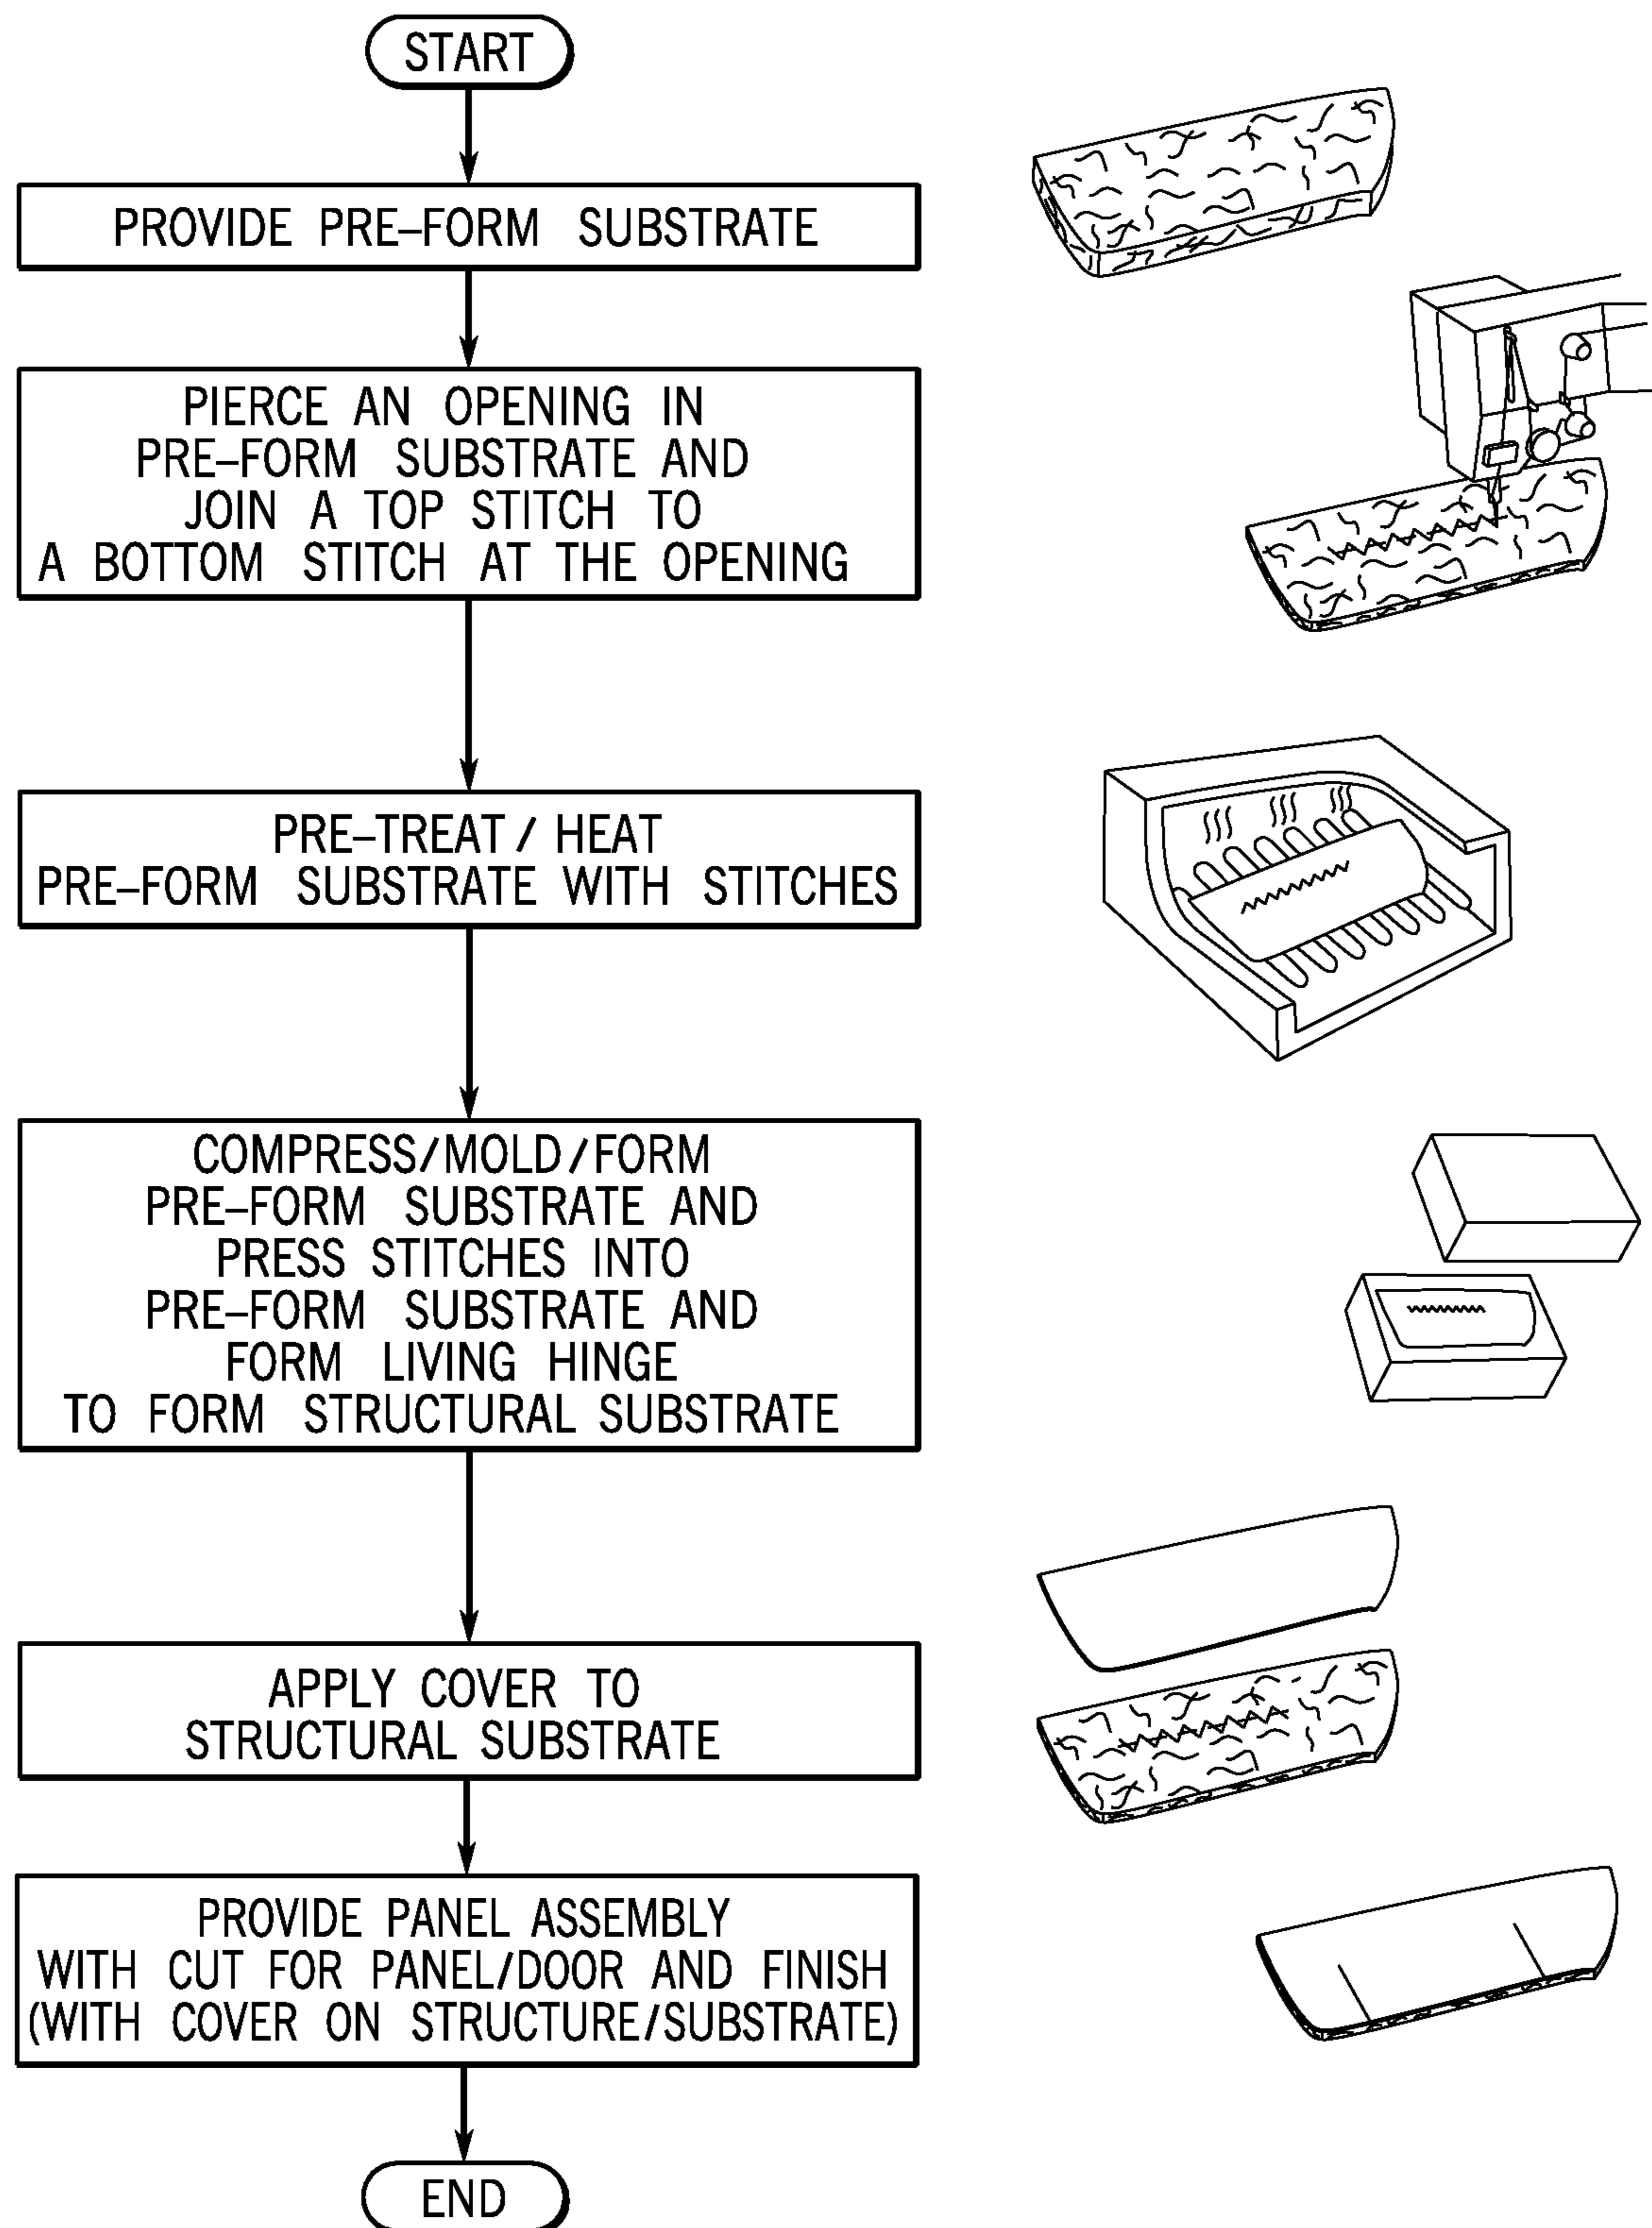 START
PROVIDE PRE–FORM SUBSTRATE
PIERCE AN OPENING IN
PRE–FORM SUBSTRATE AND
JOIN A TOP STITCH TO
A BOTTOM STITCH AT THE OPENING
PRE–TREAT / HEAT
PRE–FORM SUBSTRATE WITH STITCHES
COMPRESS/MOLD/FORM
PRE–FORM SUBSTRATE AND
PRESS STITCHES INTO
PRE–FORM SUBSTRATE AND
FORM LIVING HINGE
TO FORM STRUCTURAL SUBSTRATE
APPLY COVER TO
STRUCTURAL SUBSTRATE
PROVIDE PANEL ASSEMBLY
WITH CUT FOR PANEL/DOOR AND FINISH
(WITH COVER ON STRUCTURE/SUBSTRATE)
END